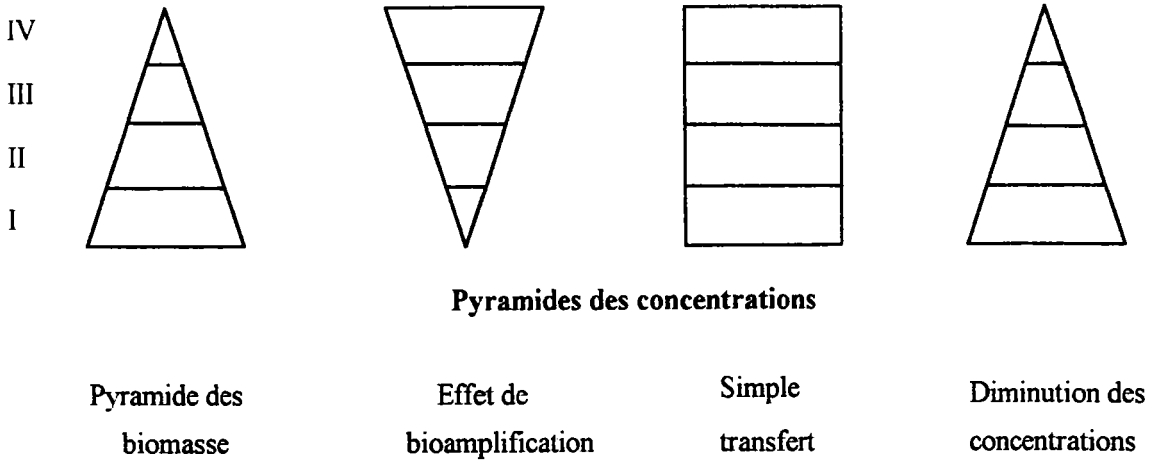 IV
III
II
I
Pyramides des concentrations
Pyramide des
biomasse
Effet de
bioamplification
Simple
transfert
Diminution des
concentrations